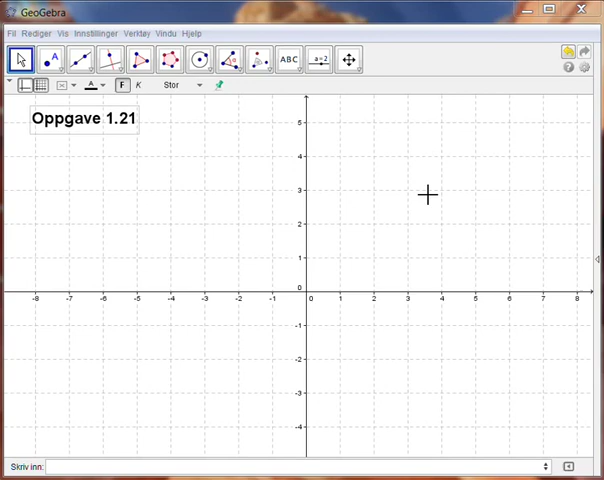 GeoGebra
Fil Rediger Vis Innstillinger Verktøy Vindu Hjelp
A ABC a=2
F K Stor
Oppgave 1.21
5
4
3
2
1
0
-8 -7 -6 -5 -4 -3 -2 -1 0 1 2 3 4 5 6 7 8
-1
-2
-3
-4
Skriv inn: